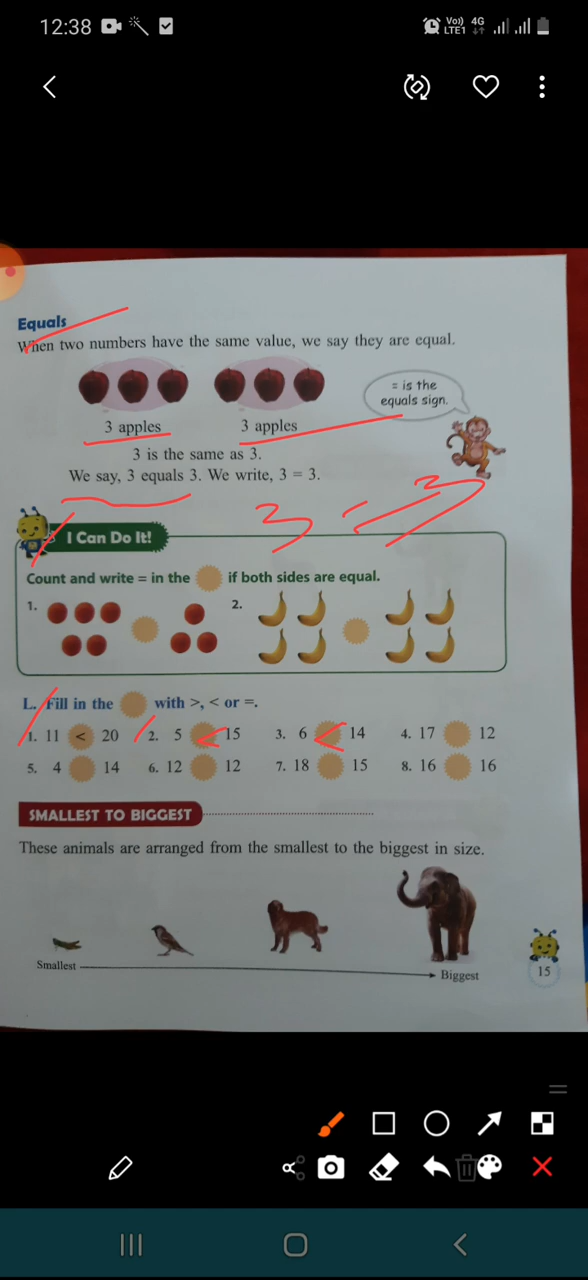 12:38
Vo))
LTE1
4G
Equals
When two numbers have the same value, we say they are equal.
= is the
equals sign.
3 apples
3 apples
3 is the same as 3.
We say, 3 equals 3. We write, 3 = 3.
3 = 3
I Can Do It!
Count and write = in the if both sides are equal.
1.
2.
L. Fill in the with >, < or =.
1. 11 < 20 2. 5 < 15 3. 6 < 14 4. 17 12
5. 4 14 6. 12 12 7. 18 15 8. 16 16
SMALLEST TO BIGGEST
These animals are arranged from the smallest to the biggest in size.
Smallest
Biggest
15